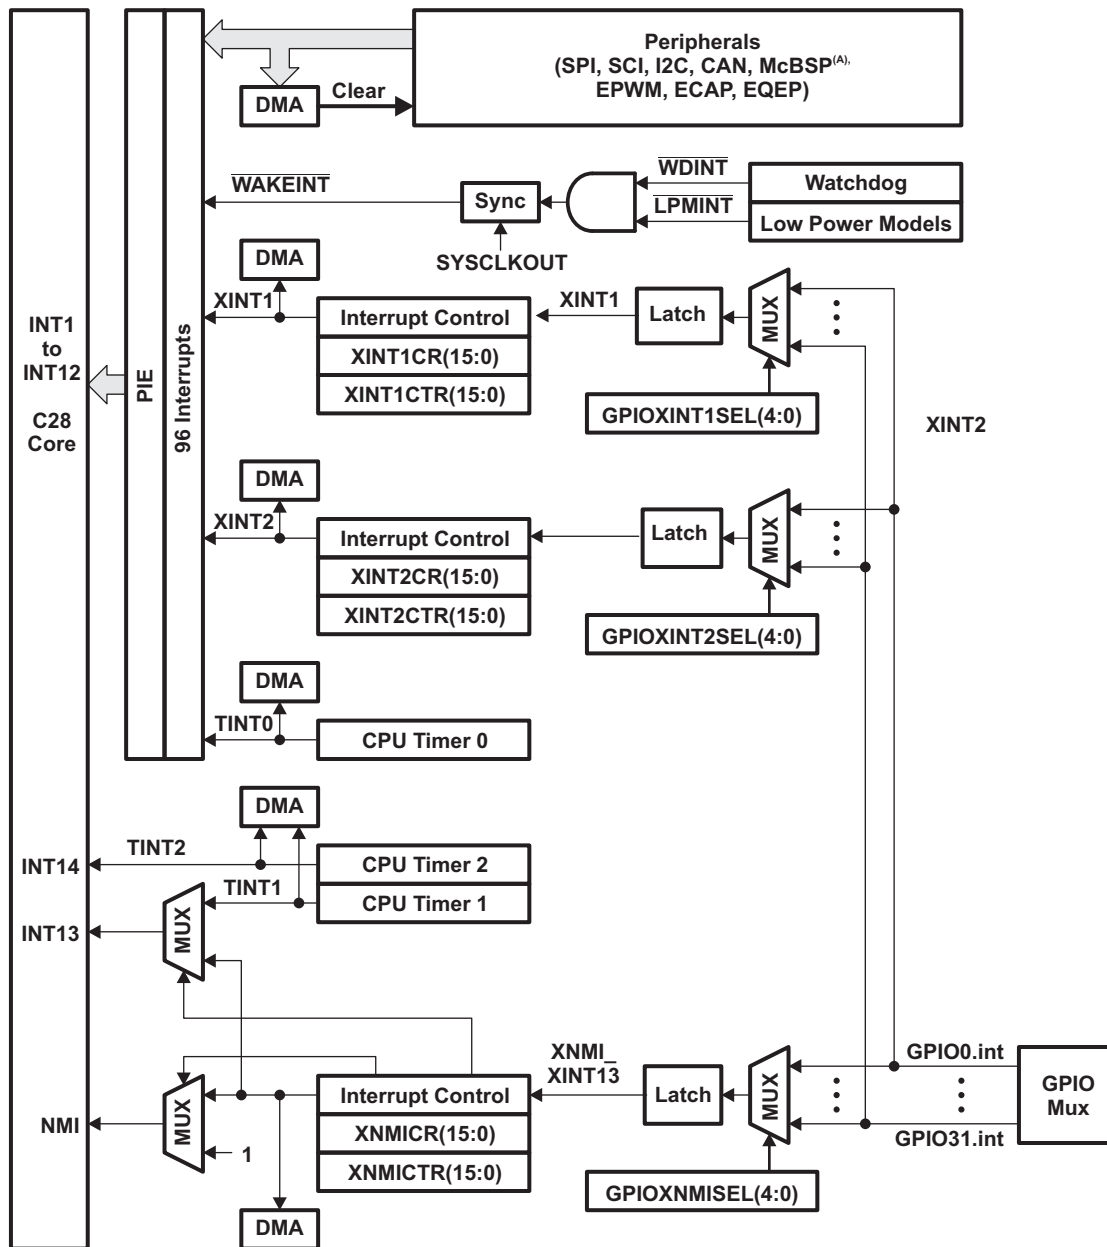 Peripherals
(SPI, SCI, I2C, CAN, McBSP(A),
EPWM, ECAP, EQEP)
DMA
Clear
WAKEINT
Sync
SYSCLKOUT
WDINT
LPMINT
Watchdog
Low Power Models
DMA
XINT1
Interrupt Control
XINT1CR(15:0)
XINT1CTR(15:0)
XINT1
Latch
MUX
GPIOXINT1SEL(4:0)
INT1
to
INT12
C28
Core
PIE
96 Interrupts
XINT2
DMA
XINT2
Interrupt Control
XINT2CR(15:0)
XINT2CTR(15:0)
Latch
MUX
GPIOXINT2SEL(4:0)
DMA
TINT0
CPU Timer 0
DMA
INT14
TINT2
CPU Timer 2
TINT1
CPU Timer 1
INT13
MUX
NMI
MUX
1
Interrupt Control
XNMICR(15:0)
XNMICTR(15:0)
DMA
XNMI_
XINT13
Latch
MUX
GPIOXNMISEL(4:0)
GPIO0.int
GPIO31.int
GPIO
Mux